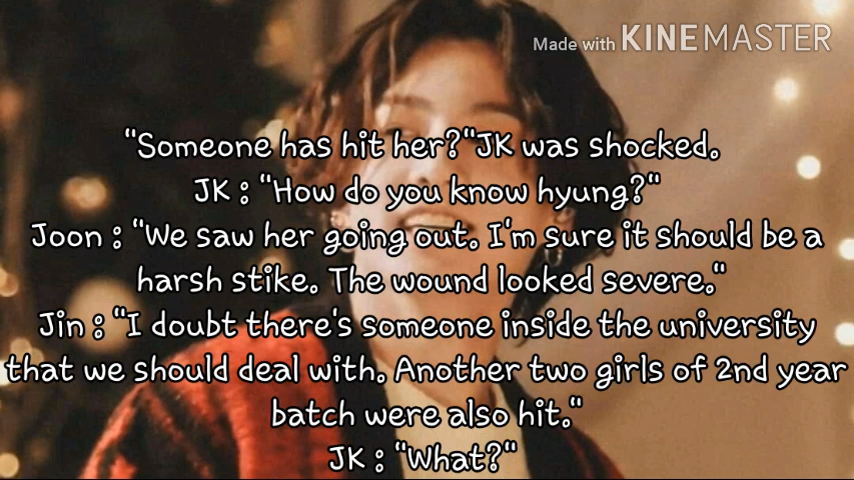 Made with KINEMASTER
"Someone has hit her?"JK was shocked.
JK : "How do you know hyung?"
Joon : "We saw her going out. I'm sure it should be a
harsh stike. The wound looked severe."
Jin : "I doubt there's someone inside the university
that we should deal with. Another two girls of 2nd year
batch were also hit."
JK : "What?"